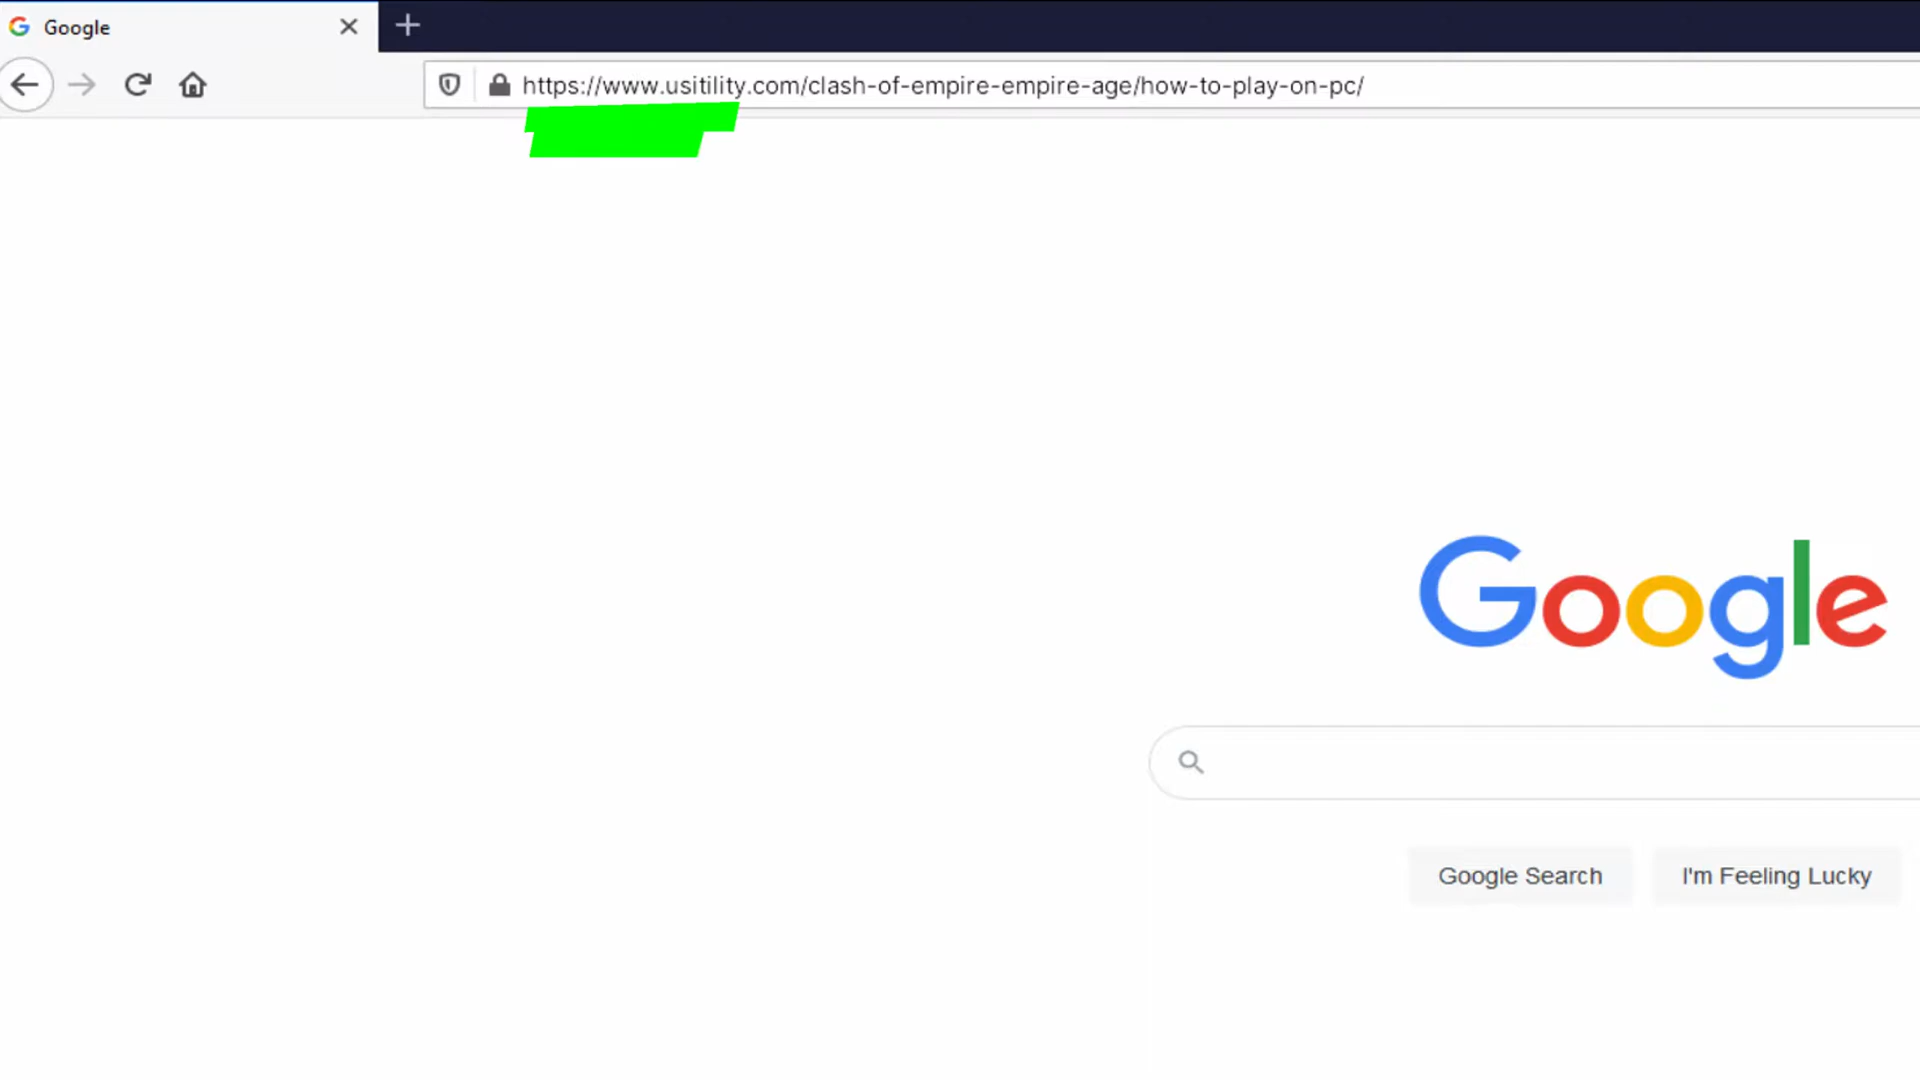 Google
https://www.usitility.com/clash-of-empire-empire-age/how-to-play-on-pc/
Google
Google Search
I'm Feeling Lucky